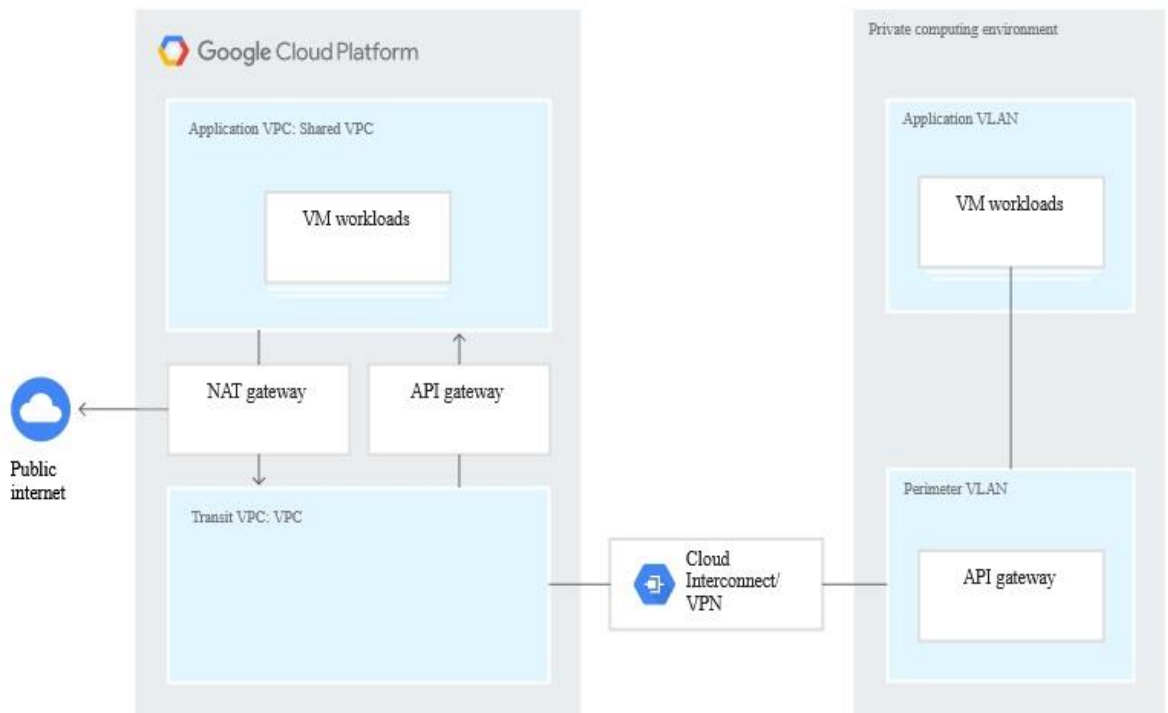 Google Cloud Platform
Application VPC: Shared VPC
VM workloads
NAT gateway
API gateway
Public
internet
Transit VPC: VPC
Cloud
Interconnect/
VPN
Private computing environment
Application VLAN
VM workloads
Perimeter VLAN
API gateway